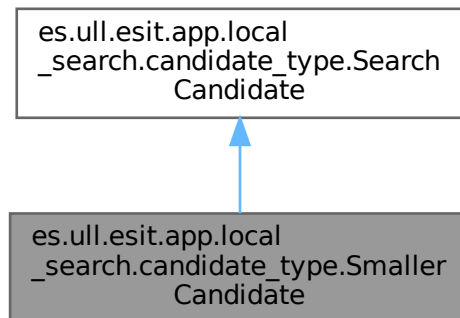 es.ull.esit.app.local
_search.candidate_type.Search
Candidate
es.ull.esit.app.local
_search.candidate_type.Smaller
Candidate